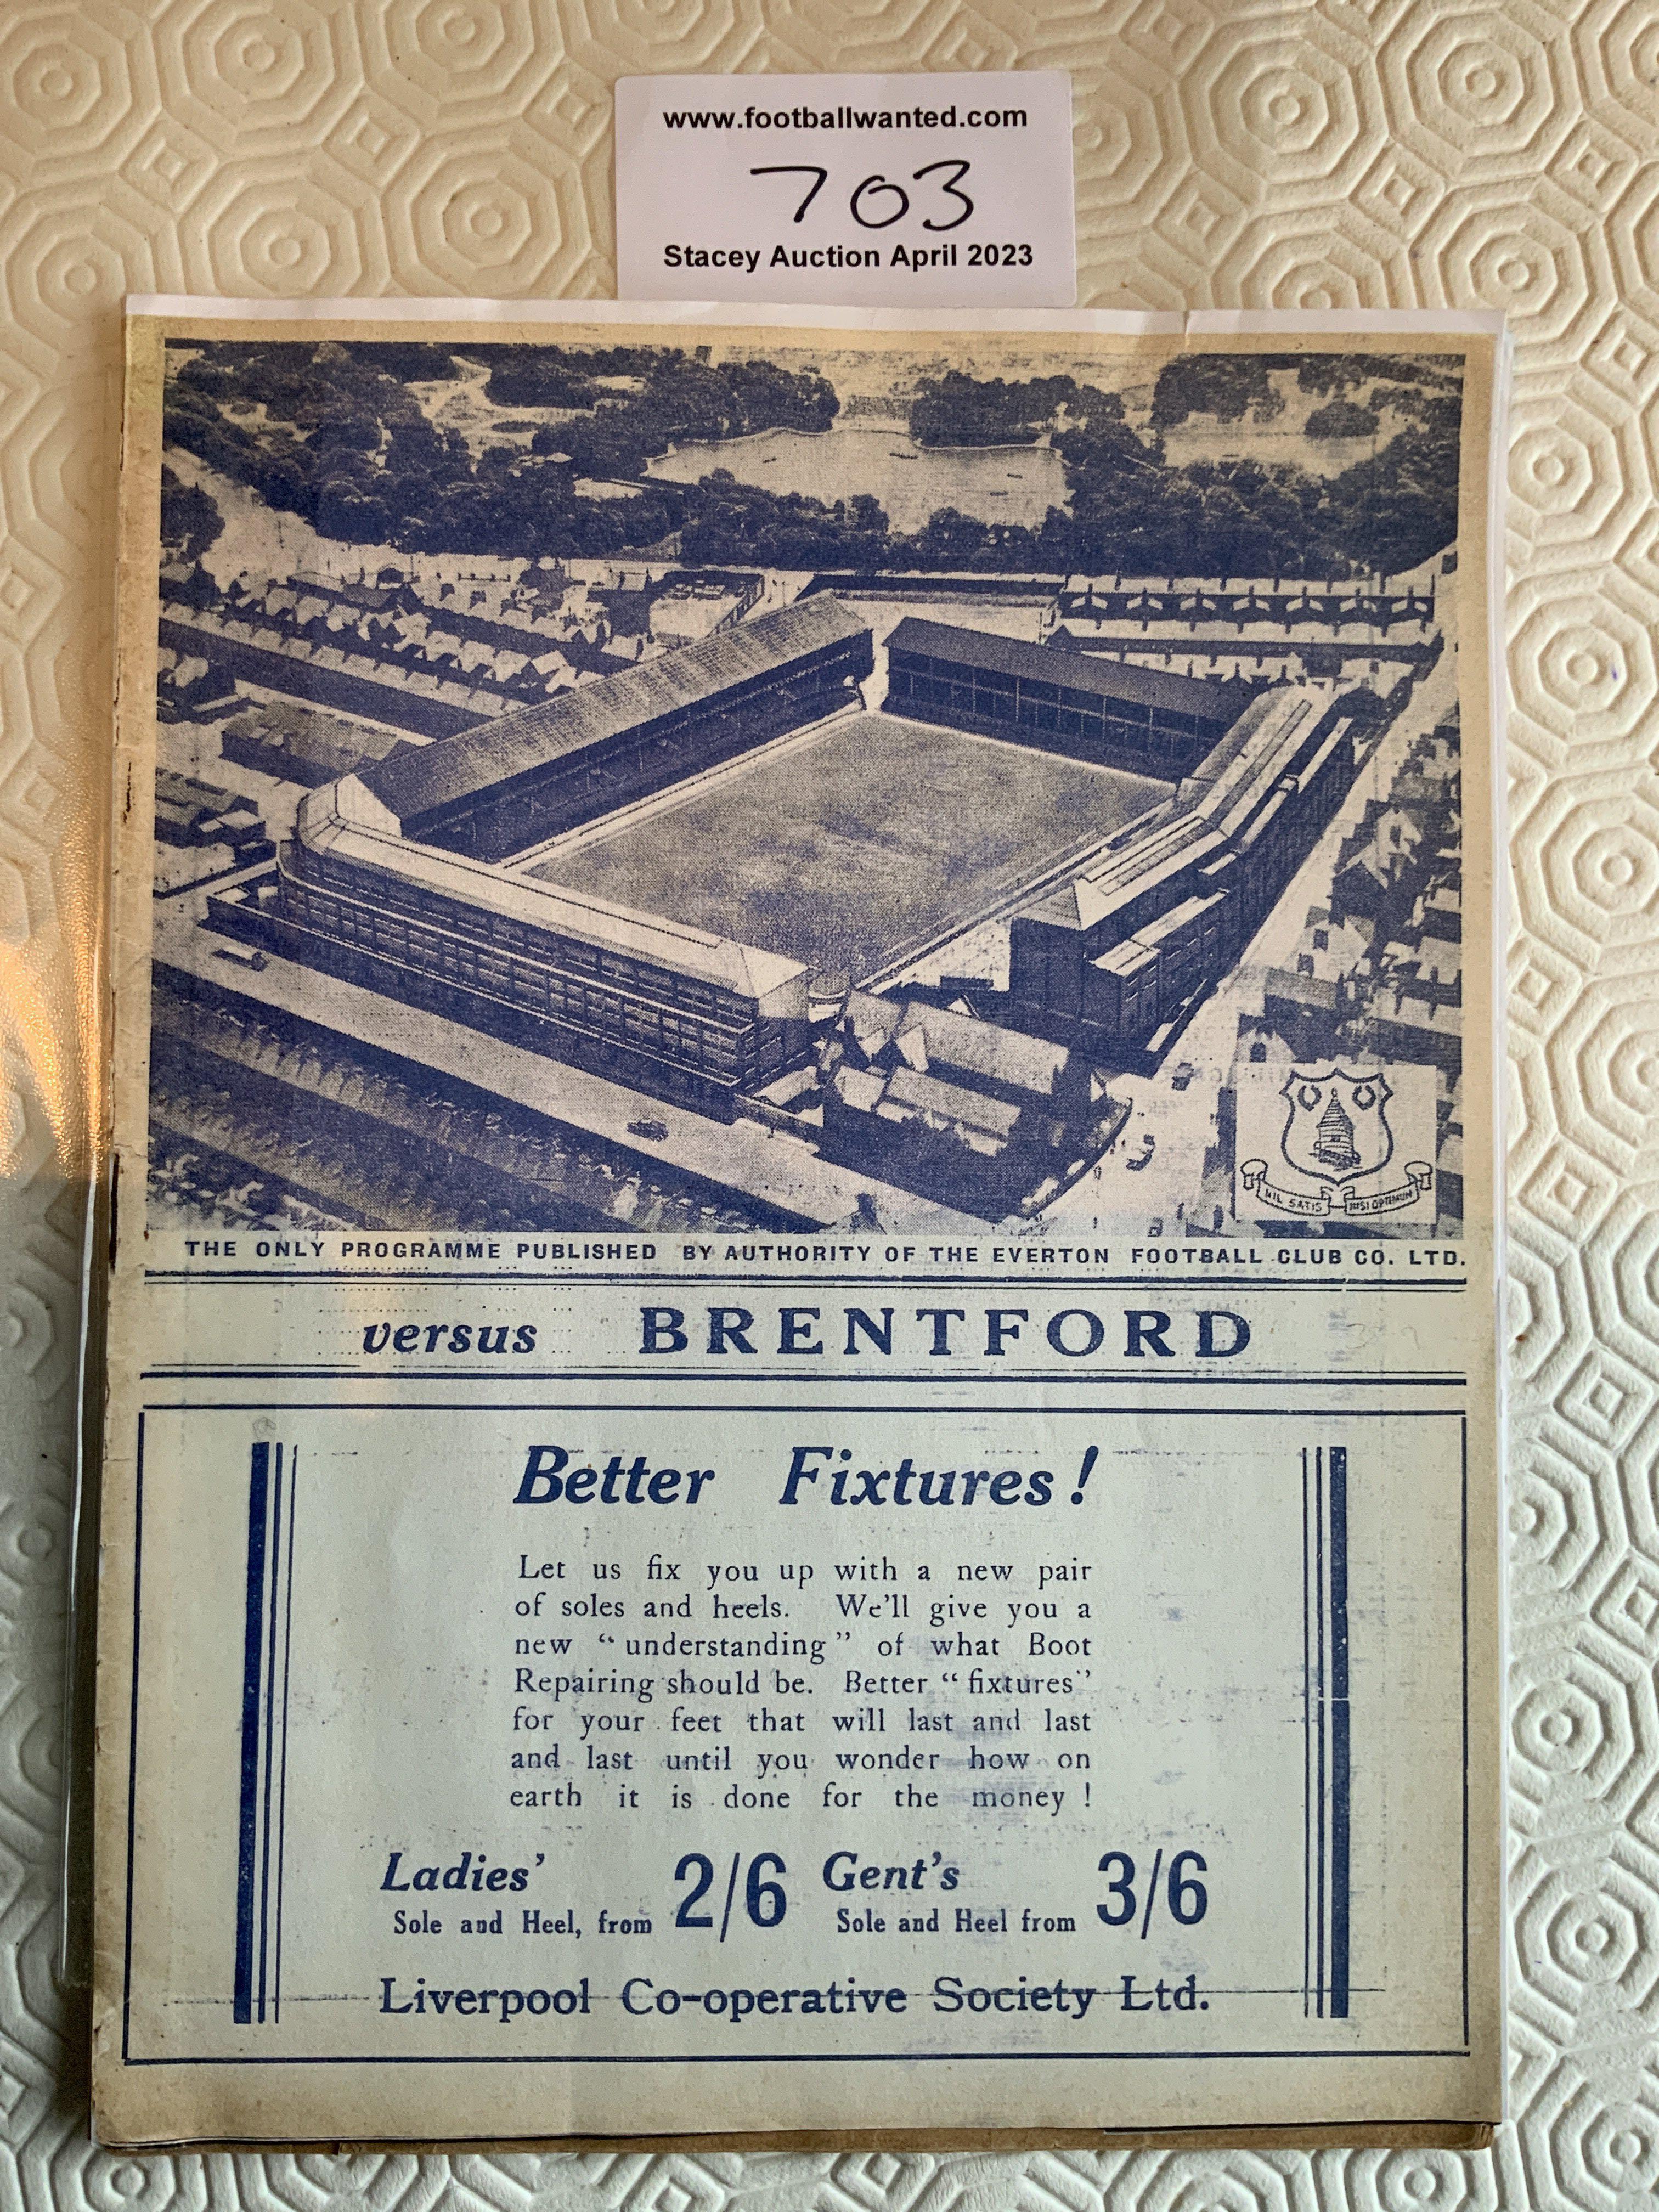 www.footballwanted.com
703
Stacey Auction April 2023
NIL SATIS NISI OPTIMUM
THE ONLY PROGRAMME PUBLISHED BY AUTHORITY OF THE EVERTON FOOTBALL CLUB CO. LTD.
versus BRENTFORD
Better Fixtures!
Let us fix you up with a new pair
of soles and heels. We'll give you a
new "understanding" of what Boot
Repairing should be. Better "fixtures"
for your feet that will last and last
and last until you wonder how on
earth it is done for the money !
Ladies' 2/6 Gent's 3/6
Sole and Heel, from Sole and Heel from
Liverpool Co-operative Society Ltd.